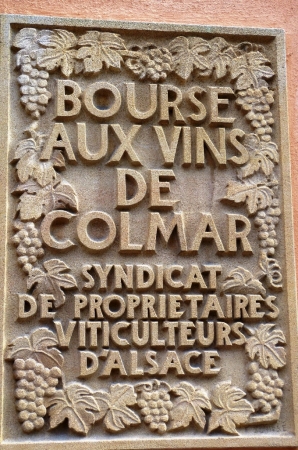 BOURSE
AUX VINS
DE
COLMAR
SYNDICAT
DE PROPRIETAIRES
VITICULTEURS
D'ALSACE